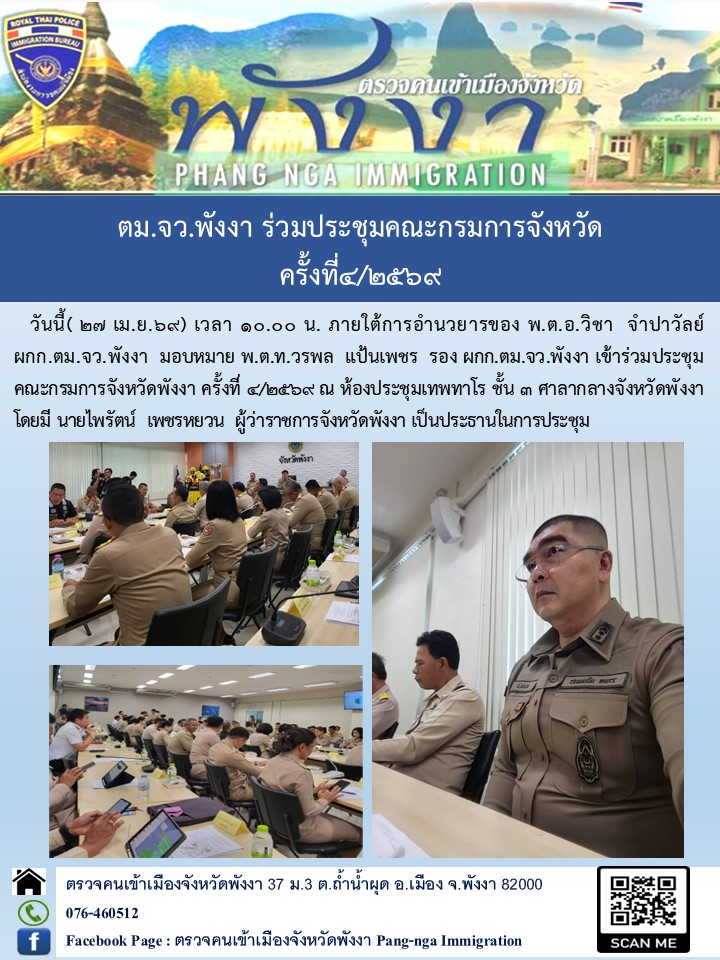 ROYAL THAI POLICE
IMMIGRATION BUREAU
ตรวจคนเข้าเมืองจังหวัด
พังงา
PHANG NGA IMMIGRATION
ตม.จว.พังงา ร่วมประชุมคณะกรมการจังหวัด
ครั้งที่๔/๒๕๖๙
วันนี้( ๒๗ เม.ย.๖๙) เวลา ๑๐.๐๐ น. ภายใต้การอำนวยารของ พ.ต.อ.วิชา จำปาวัลย์
ผกก.ตม.จว.พังงา มอบหมาย พ.ต.ท.วรพล แป้นเพชร รอง ผกก.ตม.จว.พังงา เข้าร่วมประชุม
คณะกรมการจังหวัดพังงา ครั้งที่ ๔/๒๕๖๙ ณ ห้องประชุมเทพทาโร ชั้น ๓ ศาลากลางจังหวัดพังงา
โดยมี นายไพรัตน์ เพชรหยวน ผู้ว่าราชการจังหวัดพังงา เป็นประธานในการประชุม
จังหวัดพังงา
ตรวจคนเข้าเมืองจังหวัดพังงา 37 ม.3 ต.ถ้ำน้ำผุด อ.เมือง จ.พังงา 82000
076-460512
Facebook Page : ตรวจคนเข้าเมืองจังหวัดพังงา Pang-nga Immigration
SCAN ME